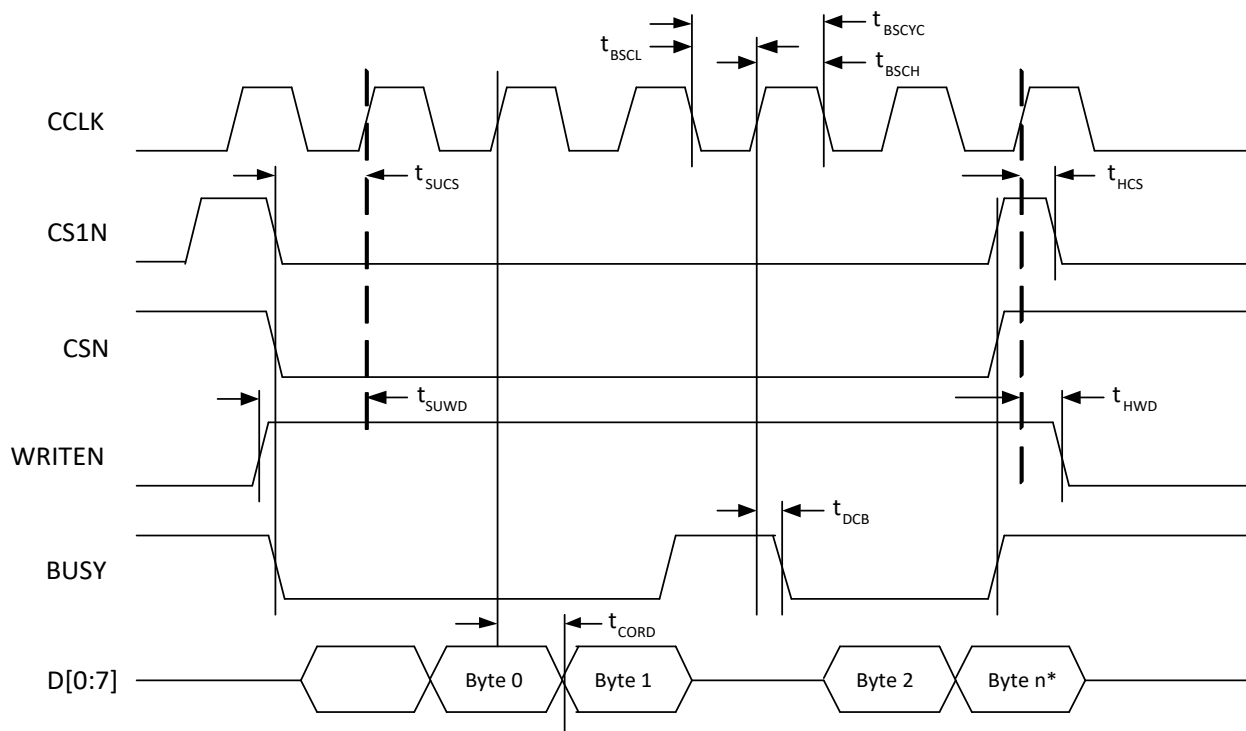 tBSCYC
tBSCL
tBSCH
CCLK
tSUCS
tHCS
CS1N
CSN
tSUWD
tHWD
WRITEN
tDCB
BUSY
tCORD
D[0:7]
Byte 0
Byte 1
Byte 2
Byte n*